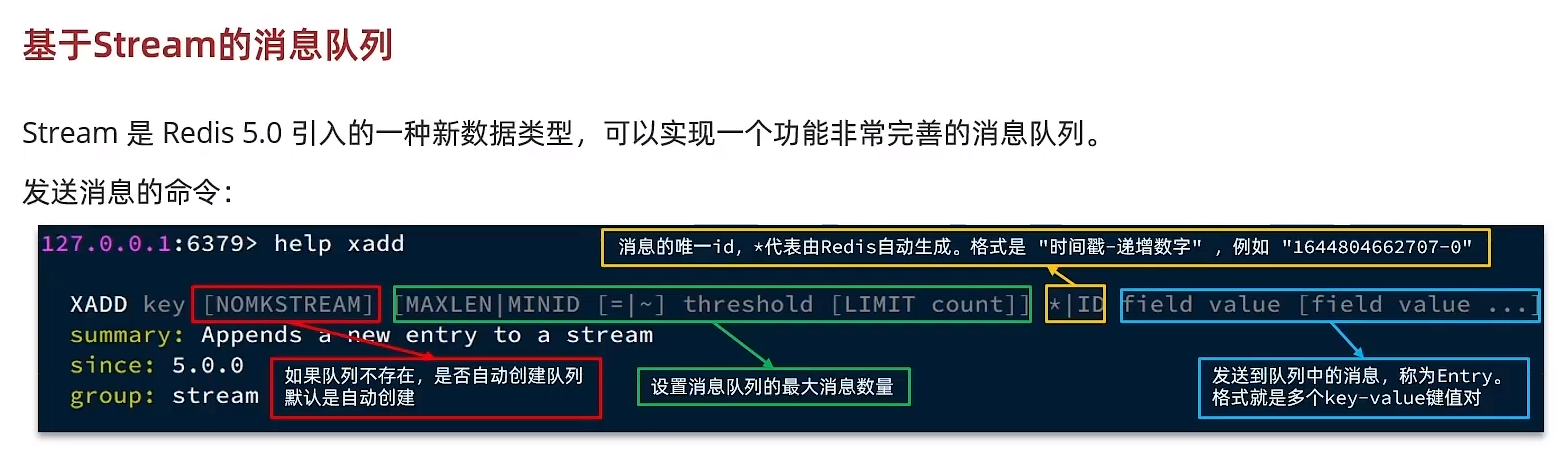 基于Stream的消息队列
Stream 是 Redis 5.0 引入的一种新数据类型，可以实现一个功能非常完善的消息队列。
发送消息的命令：
127.0.0.1:6379> help xadd
消息的唯一id，*代表由Redis自动生成。格式是 "时间戳-递增数字" ，例如 "1644804662707-0"
XADD key [NOMKSTREAM] [MAXLEN|MINID [=|~] threshold [LIMIT count]] *|ID field value [field value ...]
summary: Appends a new entry to a stream
since: 5.0.0
group: stream
如果队列不存在，是否自动创建队列
默认是自动创建
设置消息队列的最大消息数量
发送到队列中的消息，称为Entry。
格式就是多个key-value键值对